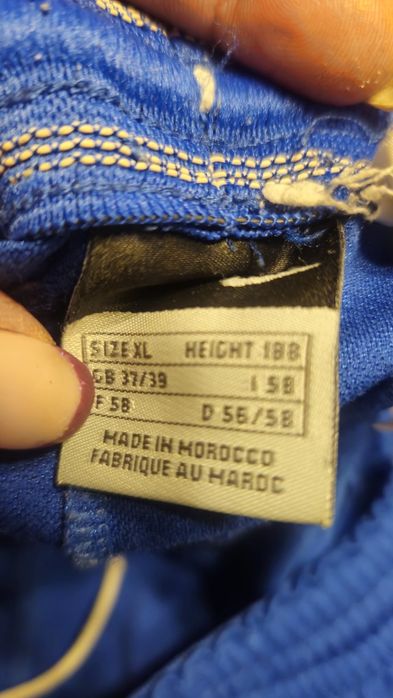 SIZE XL HEIGHT 188
GB 37/39 I 58
F 58 D 56/58
MADE IN MOROCCO
FABRIQUE AU MAROC